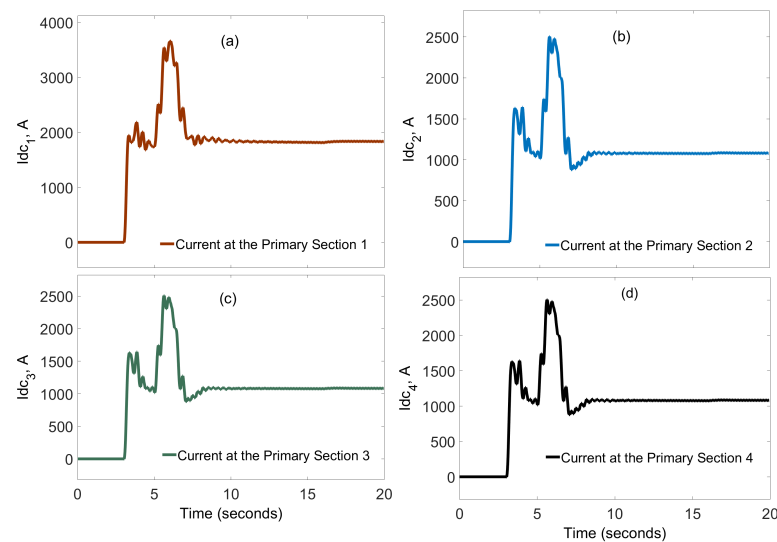 4000
3000
2000
1000
0
Idc1, A
(a)
Current at the Primary Section 1
2500
2000
1500
1000
500
0
Idc2, A
(b)
Current at the Primary Section 2
2500
2000
1500
1000
500
0
Idc3, A
(c)
Current at the Primary Section 3
0 5 10 15 20
Time (seconds)
2500
2000
1500
1000
500
0
Idc4, A
(d)
Current at the Primary Section 4
0 5 10 15 20
Time (seconds)